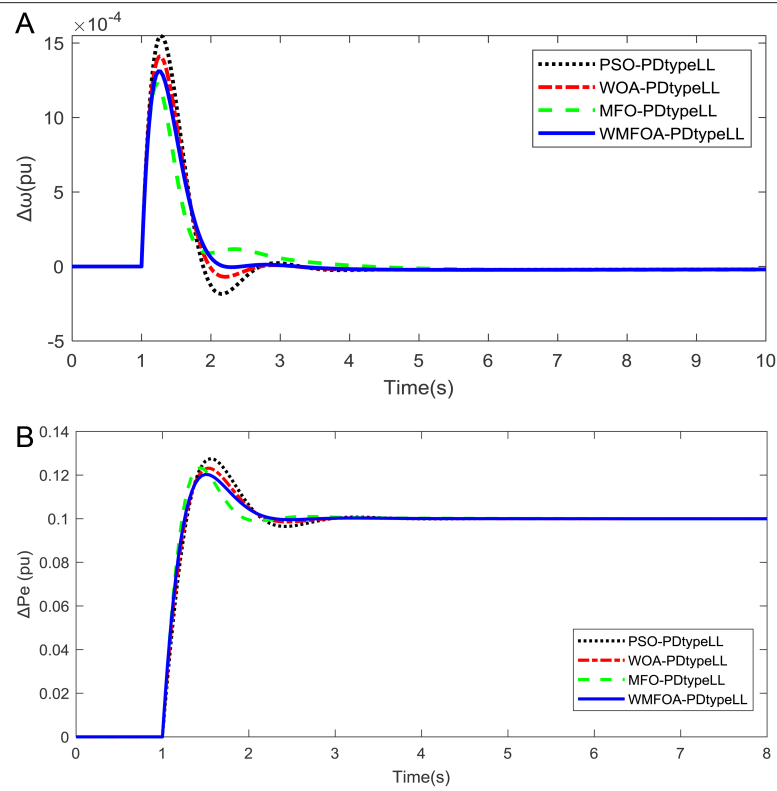 A
×10⁻⁴
15
10
5
0
-5
Δω(pu)
PSO-PDtypeLL
WOA-PDtypeLL
MFO-PDtypeLL
WMFOA-PDtypeLL
0 1 2 3 4 5 6 7 8 9 10
Time(s)
B
0.14
0.12
0.1
0.08
0.06
0.04
0.02
0
ΔPe (pu)
PSO-PDtypeLL
WOA-PDtypeLL
MFO-PDtypeLL
WMFOA-PDtypeLL
0 1 2 3 4 5 6 7 8
Time(s)